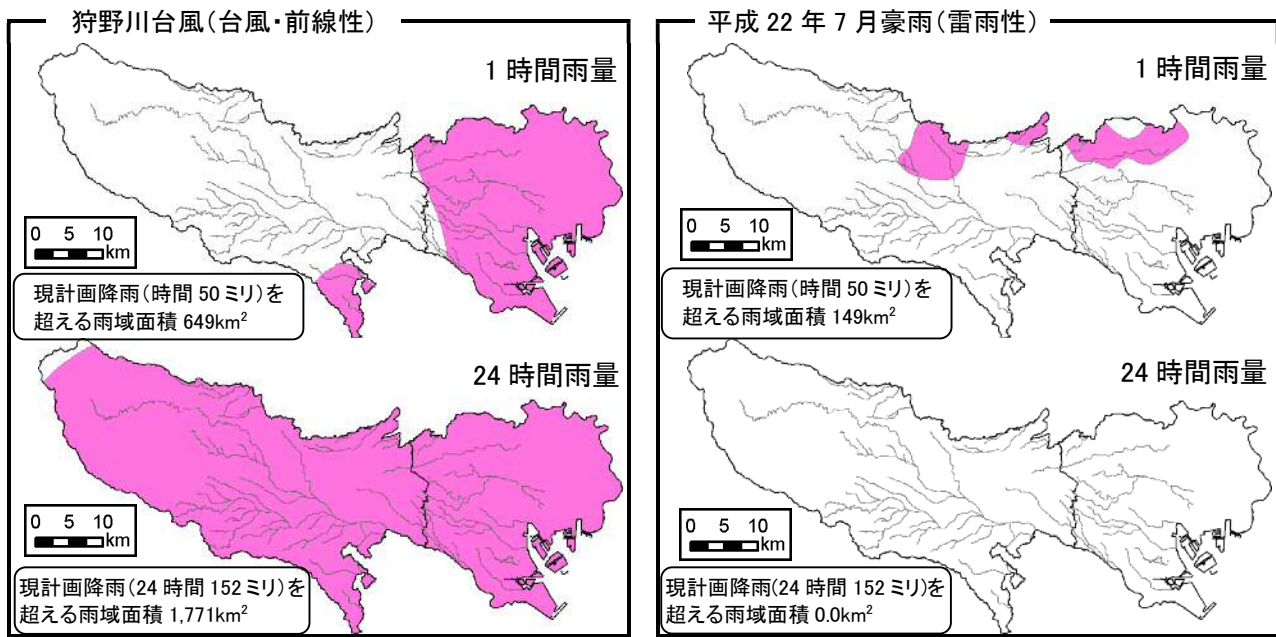 狩野川台風(台風・前線性)
1時間雨量
0 5 10
km
現計画降雨(時間 50 ミリ)を
超える雨域面積 649km²
24 時間雨量
0 5 10
km
現計画降雨(24 時間 152 ミリ)を
超える雨域面積 1,771km²
平成 22 年 7 月豪雨(雷雨性)
1 時間雨量
0 5 10
km
現計画降雨(時間 50 ミリ)を
超える雨域面積 149km²
24 時間雨量
0 5 10
km
現計画降雨(24 時間 152 ミリ)を
超える雨域面積 0.0km²